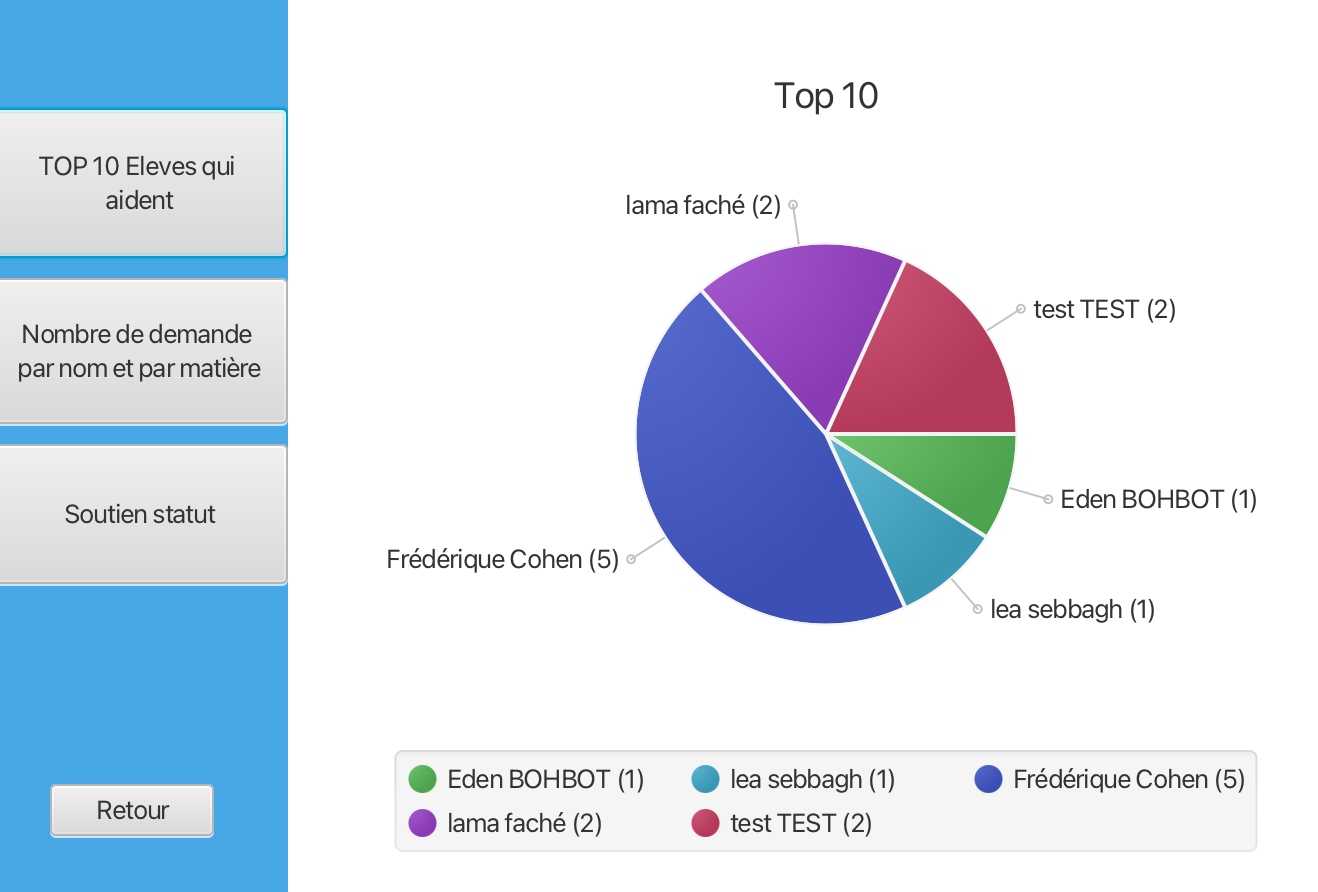 TOP 10 Eleves qui
aident
Nombre de demande
par nom et par matière
Soutien statut
Retour
Top 10
lama faché (2)
test TEST (2)
Eden BOHBOT (1)
Frédérique Cohen (5)
lea sebbagh (1)
Eden BOHBOT (1) lea sebbagh (1) Frédérique Cohen (5)
lama faché (2) test TEST (2)